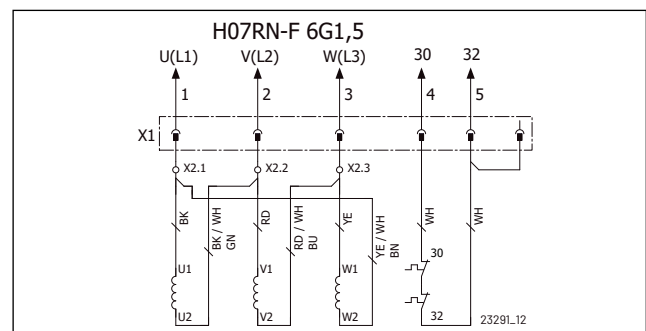 H07RN-F 6G1,5
U(L1) V(L2) W(L3) 30 32
1 2 3 4 5
X1
X2.1 X2.2 X2.3
BK
BK / WH
GN
RD
RD / WH
BU
YE
YE / WH
BN
WH
WH
30
U1 V1 W1
U2 V2 W2 32
23291_12